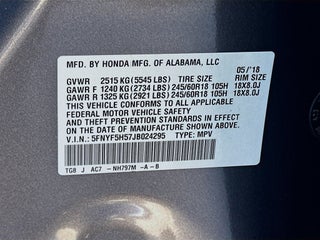 MFD. BY HONDA MFG. OF ALABAMA, LLC
05/'18
GVWR 2515 KG (5545 LBS) TIRE SIZE RIM SIZE
GAWR F 1240 KG (2734 LBS) 245/60R18 105H 18X8.0J
GAWR R 1325 KG (2921 LBS) 245/60R18 105H 18X8.0J
THIS VEHICLE CONFORMS TO ALL APPLICABLE
FEDERAL MOTOR VEHICLE SAFETY STANDARDS
IN EFFECT ON THE DATE OF MANUFACTURE
SHOWN ABOVE.
V.I.N.: 5FNYF5H57JB024295 TYPE: MPV
TG8 J AC7 -NH797M -A -B